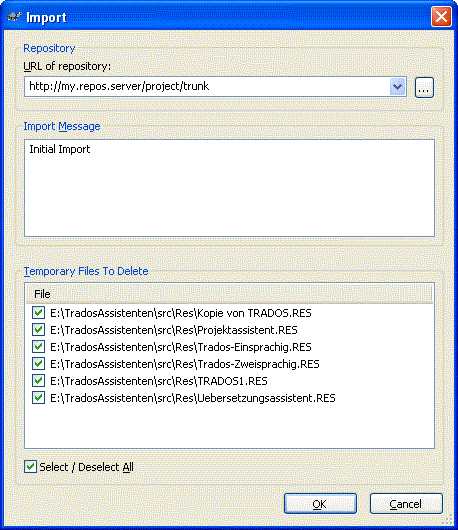 Import
Repository
URL of repository:
http://my.repos.server/project/trunk
...
Import Message
Initial Import
Temporary Files To Delete
File
E:\TradosAssistenten\src\Res\Kopie von TRADOS.RES
E:\TradosAssistenten\src\Res\Projektassistent.RES
E:\TradosAssistenten\src\Res\Trados-Einsprachig.RES
E:\TradosAssistenten\src\Res\Trados-Zweisprachig.RES
E:\TradosAssistenten\src\Res\TRADOS1.RES
E:\TradosAssistenten\src\Res\Uebersetzungsassistent.RES
Select / Deselect All
OK Cancel